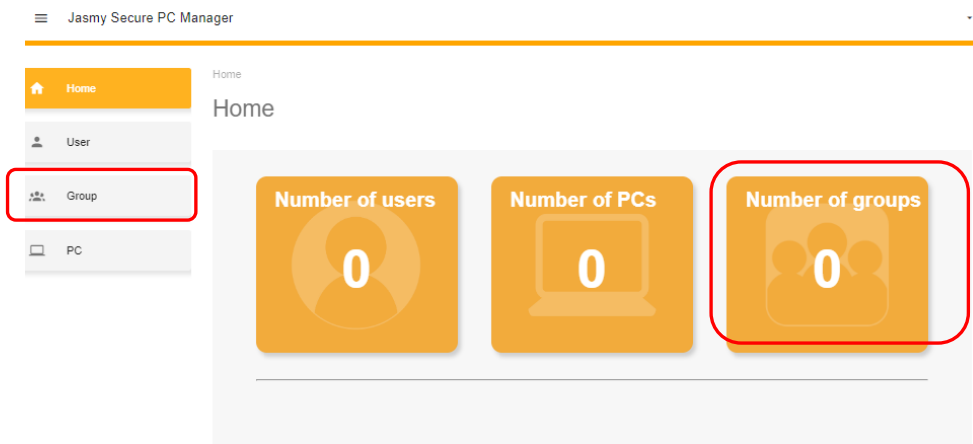 Jasmy Secure PC Manager
Home
Home
Home
User
Group
PC
Number of users
0
Number of PCs
0
Number of groups
0